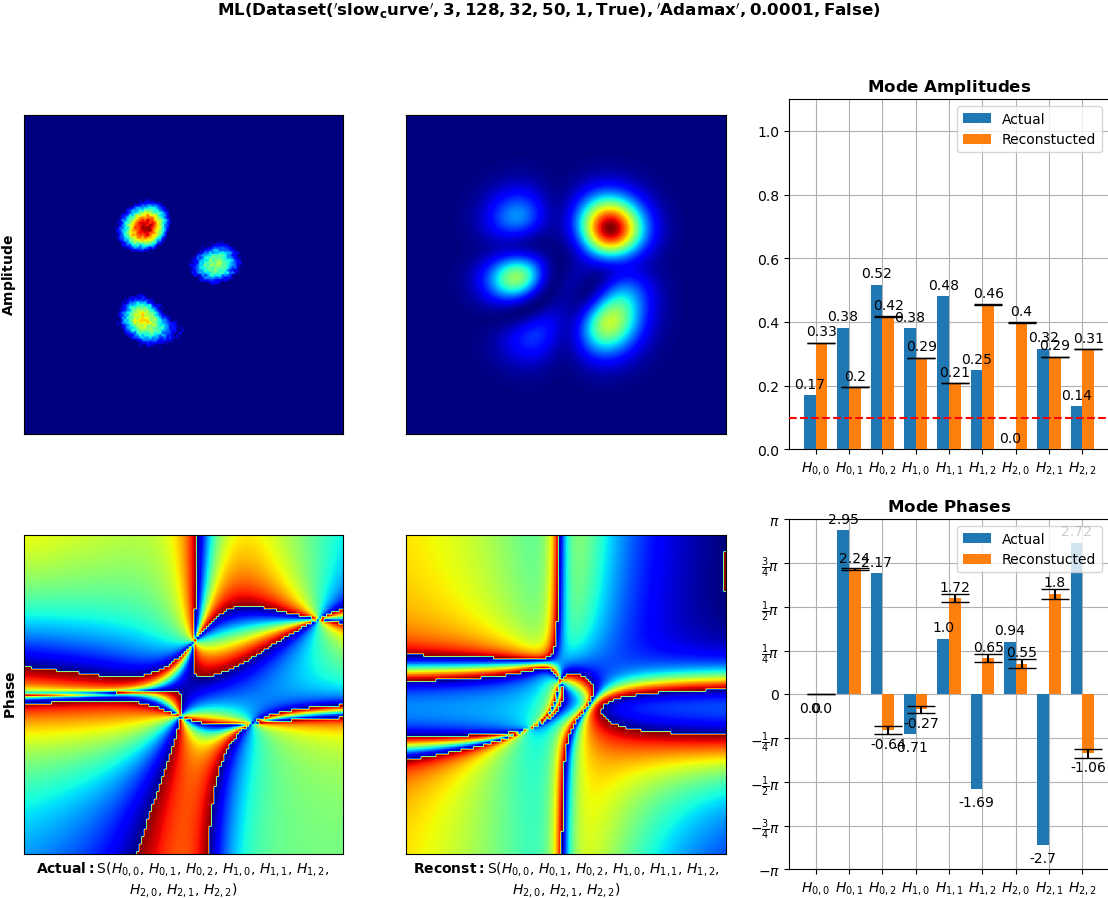 ML(Dataset('slow_curve', 3, 128, 32, 50, 1, True), 'Adamax', 0.0001, False)
Amplitude
Mode Amplitudes
Actual
Reconstucted
1.0
0.8
0.6
0.4
0.2
0.0
0.17
0.33
0.38
0.2
0.52
0.42
0.38
0.29
0.48
0.21
0.25
0.46
0.0
0.4
0.32
0.29
0.14
0.31
H0,0 H0,1 H0,2 H1,0 H1,1 H1,2 H2,0 H2,1 H2,2
Phase
Actual: S(H0,0, H0,1, H0,2, H1,0, H1,1, H1,2,
H2,0, H2,1, H2,2)
Reconst: S(H0,0, H0,1, H0,2, H1,0, H1,1, H1,2,
H2,0, H2,1, H2,2)
Mode Phases
Actual
Reconstucted
π
3/4π
1/2π
1/4π
0
−1/4π
−1/2π
−3/4π
−π
0.0
0.0
2.95
2.24
2.17
-0.64
-0.71
-0.27
1.0
1.72
-1.69
0.65
0.94
0.55
-2.7
1.8
2.72
-1.06
H0,0 H0,1 H0,2 H1,0 H1,1 H1,2 H2,0 H2,1 H2,2